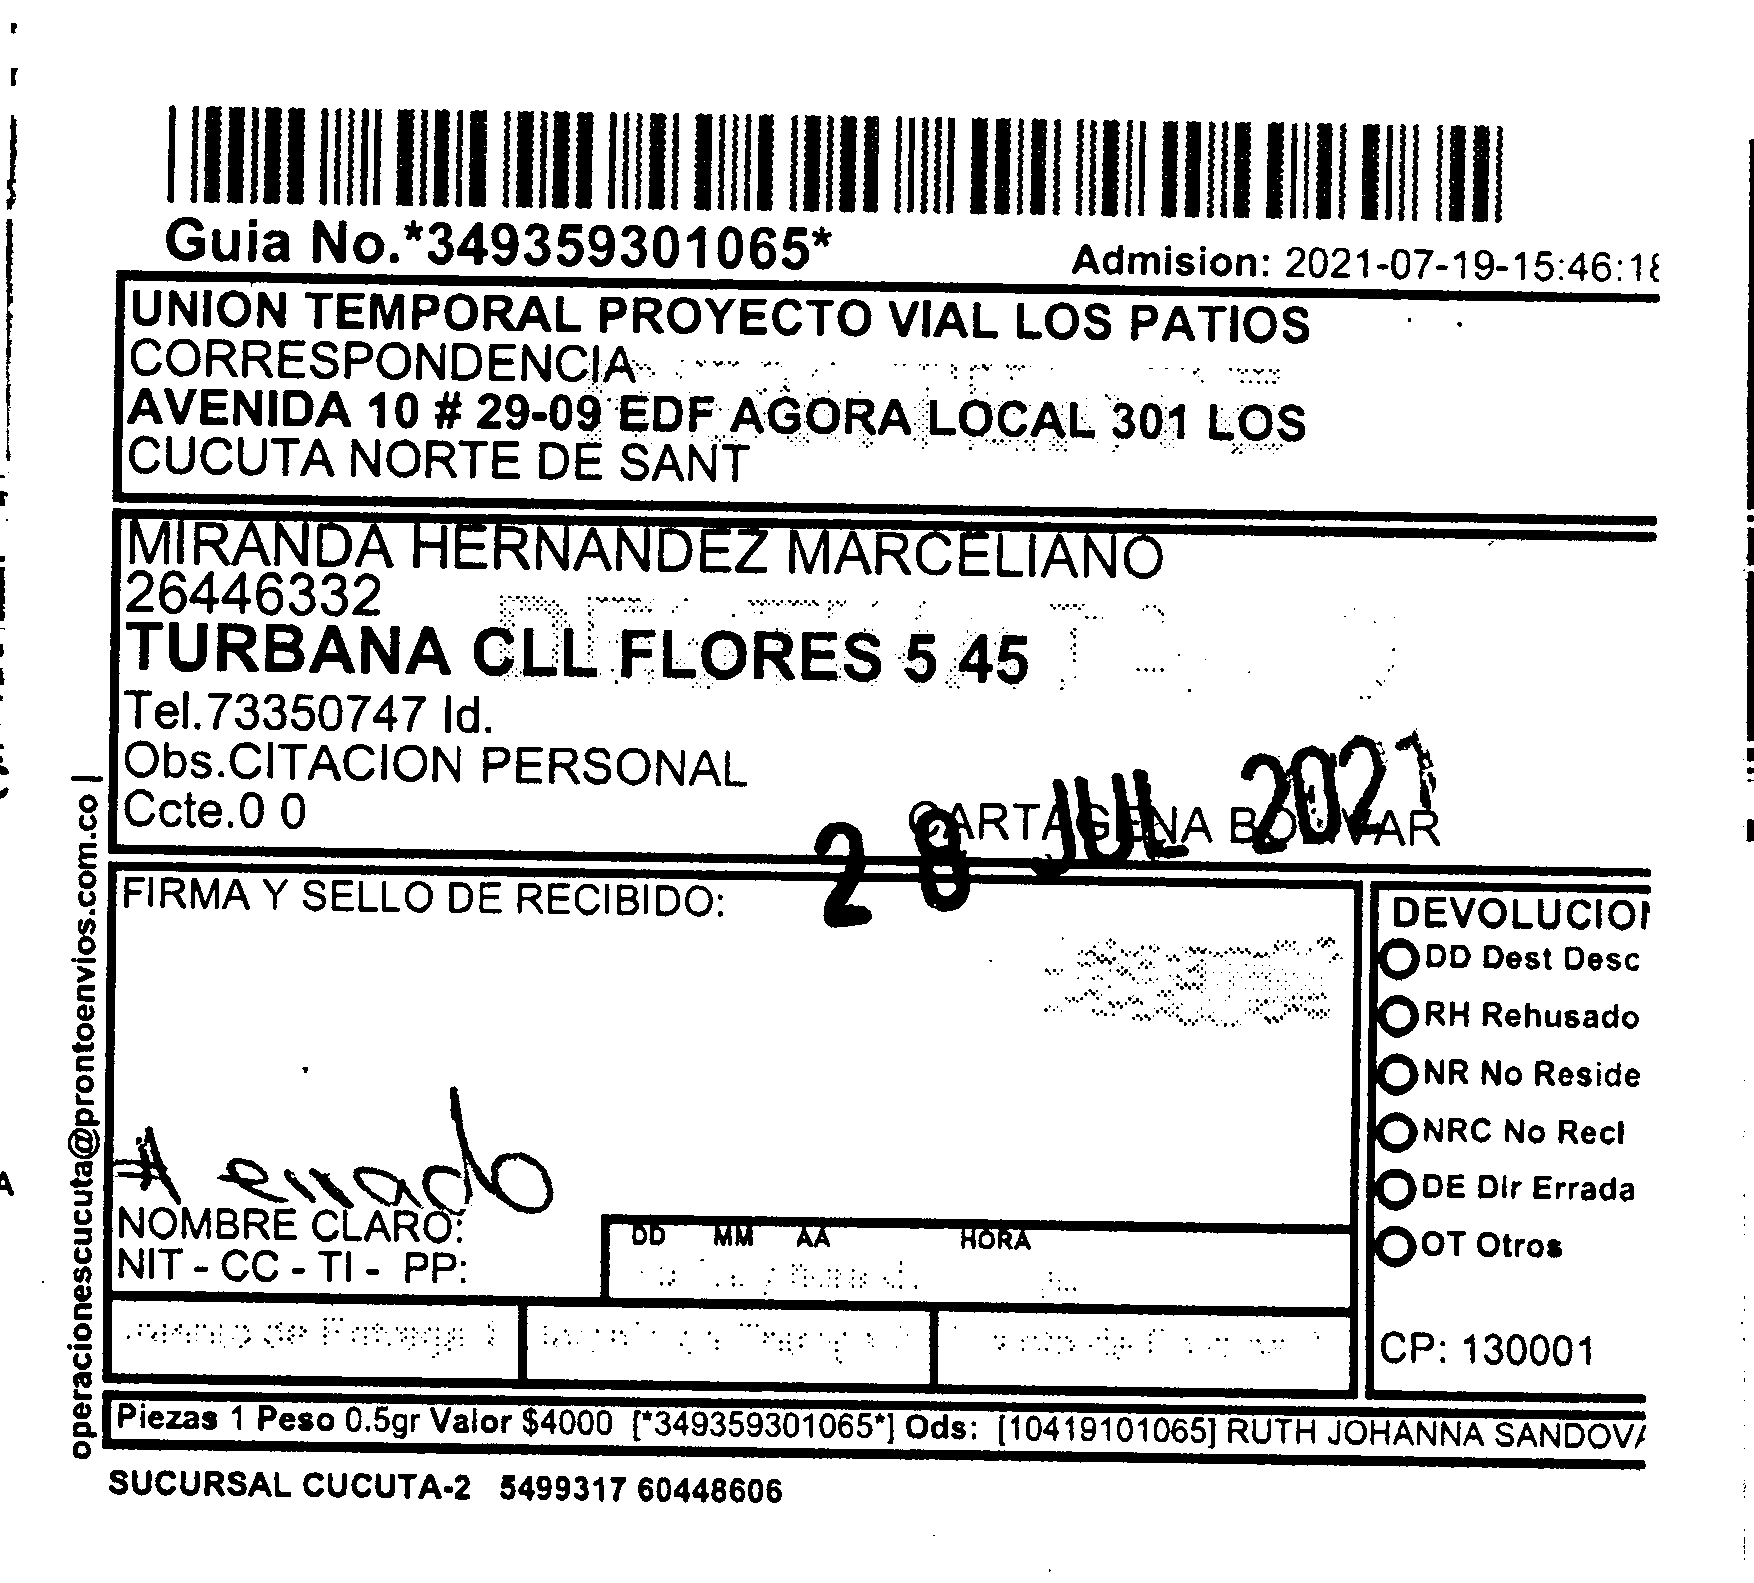 Guia No.*349359301065*
Admision: 2021-07-19-15:46:18
UNION TEMPORAL PROYECTO VIAL LOS PATIOS
CORRESPONDENCIA
AVENIDA 10 # 29-09 EDF AGORA LOCAL 301 LOS
CUCUTA NORTE DE SANT
MIRANDA HERNANDEZ MARCELIANO
26446332
TURBANA CLL FLORES 5 45
Tel.73350747 Id.
Obs.CITACION PERSONAL
Ccte.0 0
CARTAGENA BOLIVAR
28 JUL 2021
FIRMA Y SELLO DE RECIBIDO:
# errado
NOMBRE CLARO:
NIT - CC - TI - PP:
DD MM AA HORA
DEVOLUCION
DD Dest Desc
RH Rehusado
NR No Reside
NRC No Recl
DE Dir Errada
OT Otros
CP: 130001
Piezas 1 Peso 0.5gr Valor $4000 [*349359301065*] Ods: [10419101065] RUTH JOHANNA SANDOVA
SUCURSAL CUCUTA-2 5499317 60448606
operacionescucuta@prontoenvios.com.co |